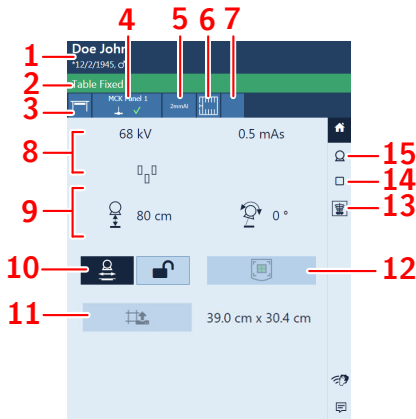 Doe John
*12/2/1945, ♂
Table Fixed
MCK Panel 1
2mmAl
68 kV 0.5 mAs
80 cm 0 °
39.0 cm x 30.4 cm
1
2
3
4
5
6
7
8
9
10
11
12
13
14
15